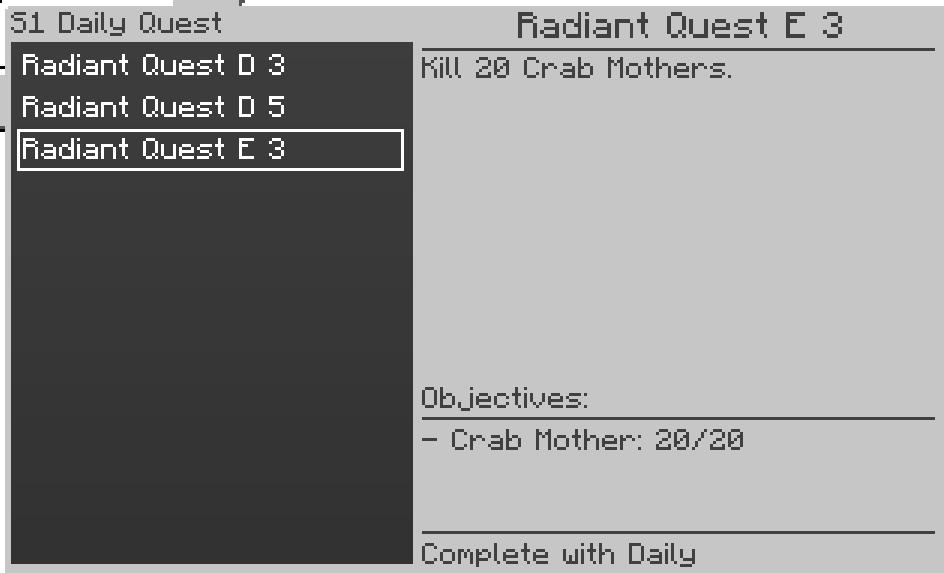 S1 Daily Quest
Radiant Quest D 3
Radiant Quest D 5
Radiant Quest E 3
Radiant Quest E 3
Kill 20 Crab Mothers.
Objectives:
- Crab Mother: 20/20
Complete with Daily